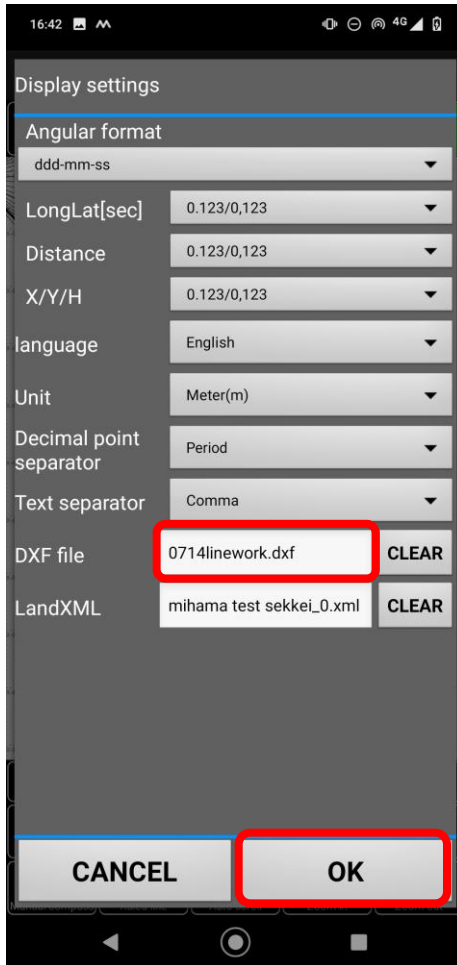 16:42
4G
Display settings
Angular format
ddd-mm-ss
LongLat[sec] 0.123/0,123
Distance 0.123/0,123
X/Y/H 0.123/0,123
language English
Unit Meter(m)
Decimal point
separator
Period
Text separator Comma
DXF file 0714linework.dxf CLEAR
LandXML mihama test sekkei_0.xml CLEAR
CANCEL OK